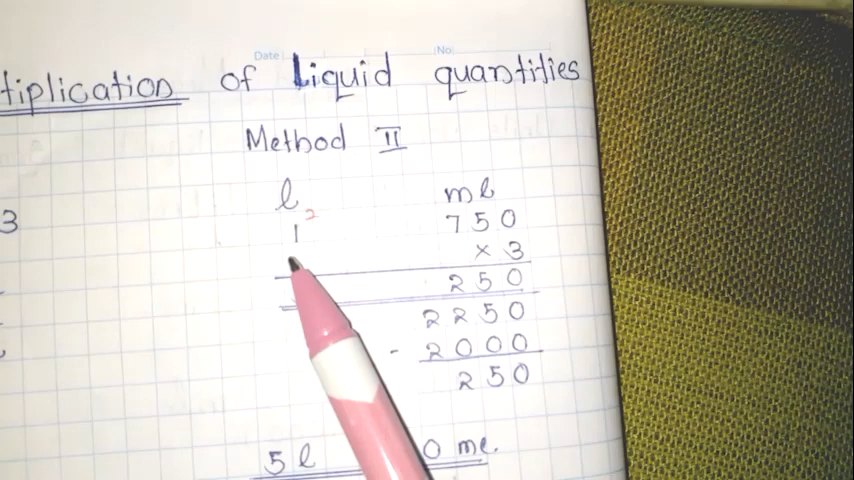 Date No
tiplication of Liquid quantities
Method II
l ml
3 1 2 750
× 3
250
2250
- 2000
250
5 l 0 ml.